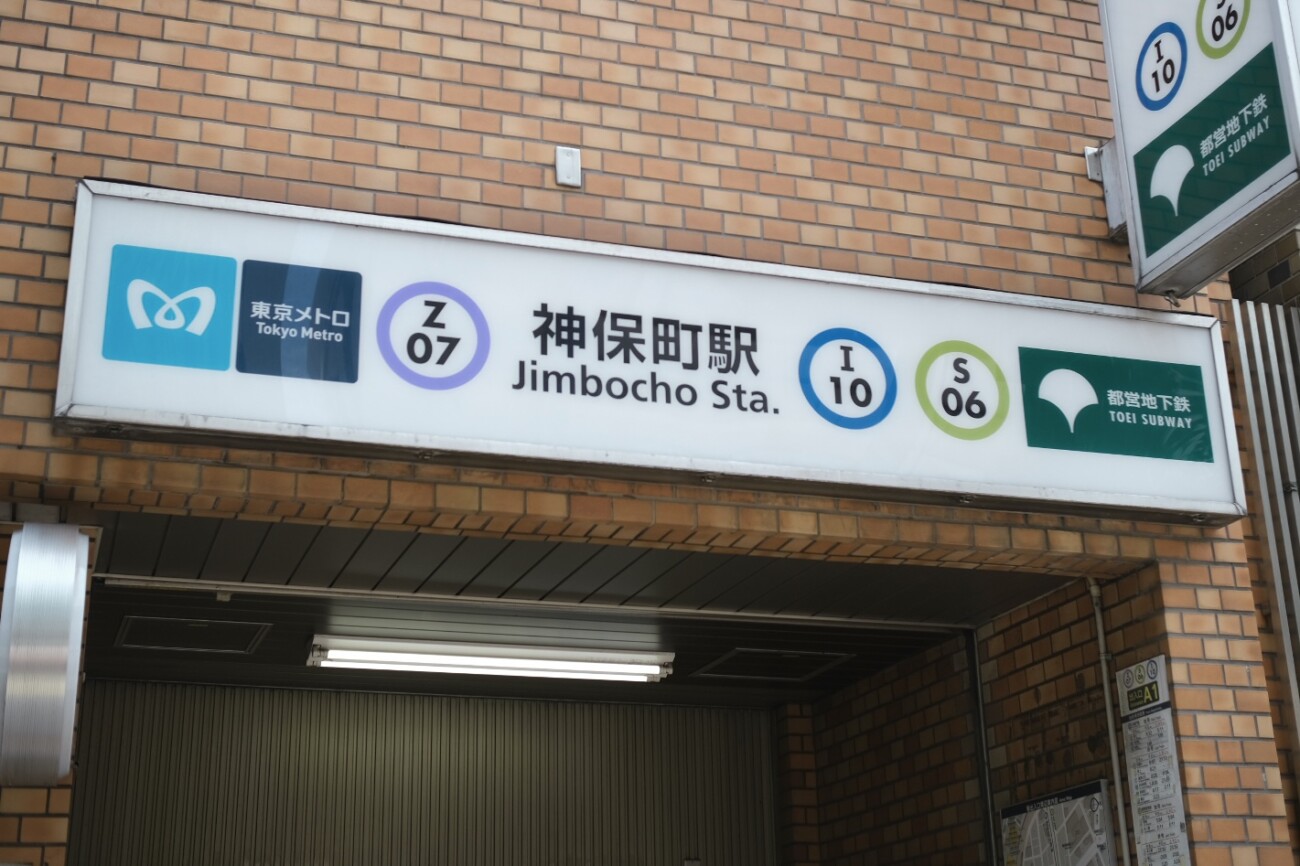 I
10
S
06
都営地下鉄
TOEI SUBWAY
東京メトロ
Tokyo Metro
Z
07
神保町駅
Jimbocho Sta.
I
10
S
06
都営地下鉄
TOEI SUBWAY
A1